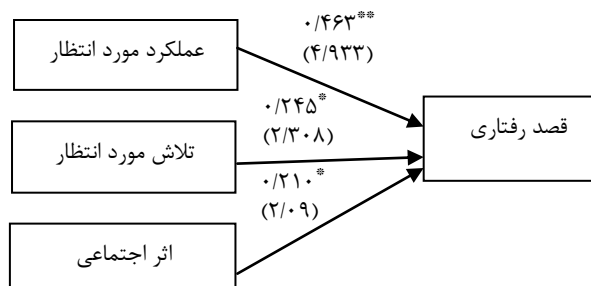 ۰/۴۶۳**
(۴/۹۳۳)
عملکرد مورد انتظار
۰/۲۴۵*
(۲/۳۰۸)
قصد رفتاری
تلاش مورد انتظار
۰/۲۱۰*
(۲/۰۹)
اثر اجتماعی